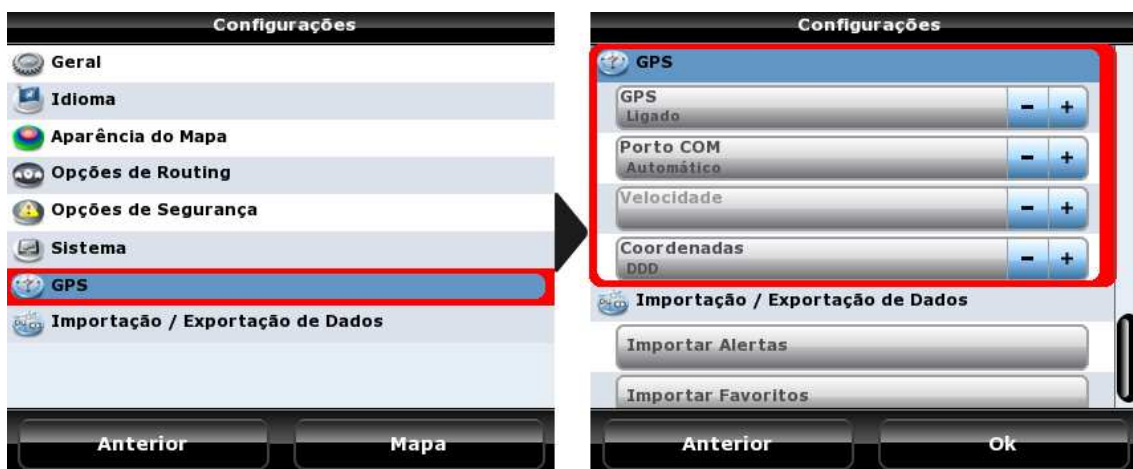 Configurações
Geral
Idioma
Aparência do Mapa
Opções de Routing
Opções de Segurança
Sistema
GPS
Importação / Exportação de Dados
Anterior
Mapa
Configurações
GPS
GPS
Ligado
- +
Porto COM
Automático
- +
Velocidade
- +
Coordenadas
DDD
- +
Importação / Exportação de Dados
Importar Alertas
Importar Favoritos
Anterior
Ok